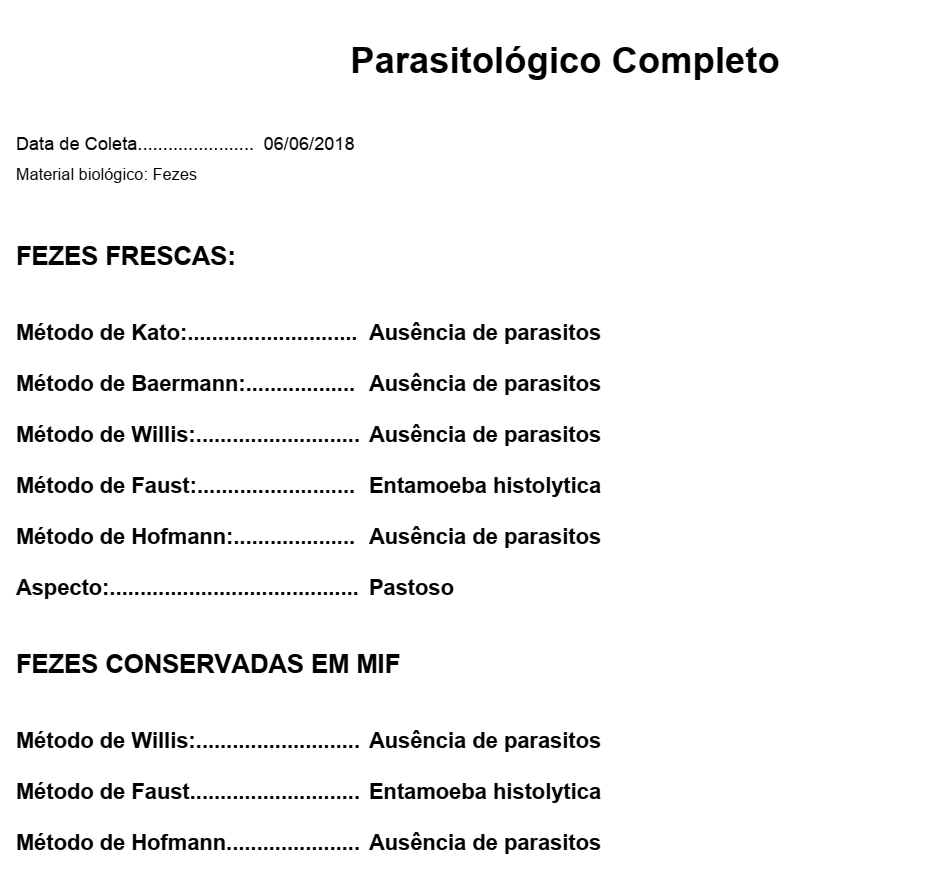 Parasitológico Completo
Data de Coleta....................... 06/06/2018
Material biológico: Fezes
FEZES FRESCAS:
Método de Kato:............................ Ausência de parasitos
Método de Baermann:.................. Ausência de parasitos
Método de Willis:........................... Ausência de parasitos
Método de Faust:.......................... Entamoeba histolytica
Método de Hofmann:.................... Ausência de parasitos
Aspecto:......................................... Pastoso
FEZES CONSERVADAS EM MIF
Método de Willis:........................... Ausência de parasitos
Método de Faust............................ Entamoeba histolytica
Método de Hofmann...................... Ausência de parasitos